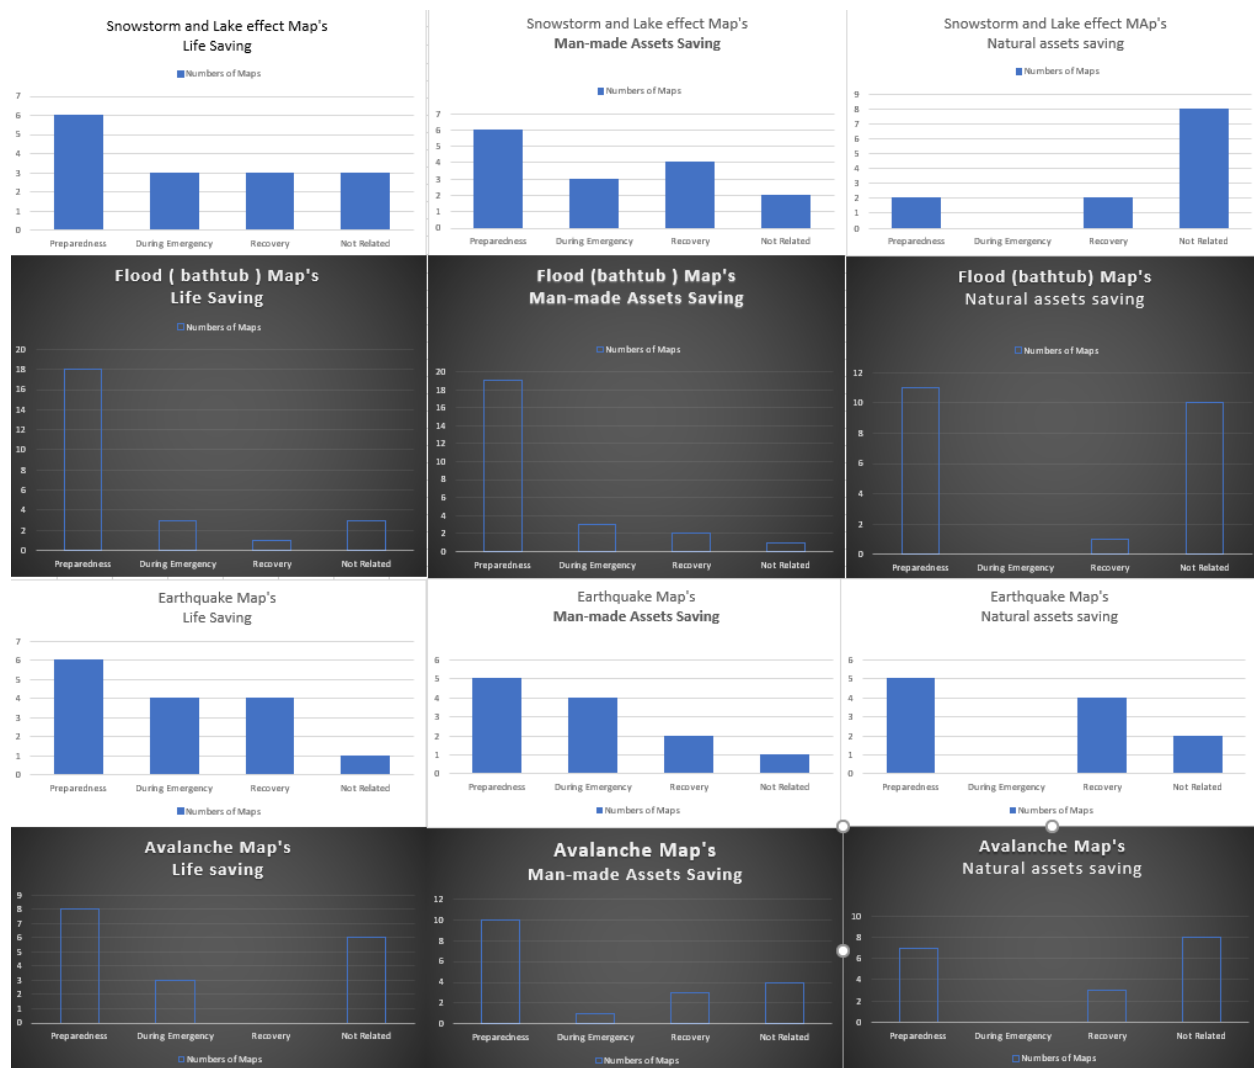 Snowstorm and Lake effect Map's
Life Saving
Numbers of Maps
7
6
5
4
3
2
1
0
Preparedness During Emergency Recovery Not Related
Snowstorm and Lake effect Map's
Man-made Assets Saving
Numbers of Maps
7
6
5
4
3
2
1
0
Preparedness During Emergency Recovery Not Related
Snowstorm and Lake effect MAp's
Natural assets saving
Numbers of Maps
9
8
7
6
5
4
3
2
1
0
Preparedness During Emergency Recovery Not Related
Flood ( bathtub ) Map's
Life Saving
Numbers of Maps
20
18
16
14
12
10
8
6
4
2
0
Preparedness During Emergency Recovery Not Related
Flood (bathtub ) Map's
Man-made Assets Saving
Numbers of Maps
20
18
16
14
12
10
8
6
4
2
0
Preparedness During Emergency Recovery Not Related
Flood (bathtub) Map's
Natural assets saving
Numbers of Maps
12
10
8
6
4
2
0
Preparedness During Emergency Recovery Not Related
Earthquake Map's
Life Saving
7
6
5
4
3
2
1
0
Preparedness During Emergency Recovery Not Related
Numbers of Maps
Earthquake Map's
Man-made Assets Saving
6
5
4
3
2
1
0
Preparedness During Emergency Recovery Not Related
Numbers of Maps
Earthquake Map's
Natural assets saving
6
5
4
3
2
1
0
Preparedness During Emergency Recovery Not Related
Numbers of Maps
Avalanche Map's
Life saving
9
8
7
6
5
4
3
2
1
0
Preparedness During Emergency Recovery Not Related
Numbers of Maps
Avalanche Map's
Man-made Assets Saving
12
10
8
6
4
2
0
Preparedness During Emergency Recovery Not Related
Numbers of Maps
Avalanche Map's
Natural assets saving
10
8
6
4
2
0
Preparedness During Emergency Recovery Not Related
Numbers of Maps